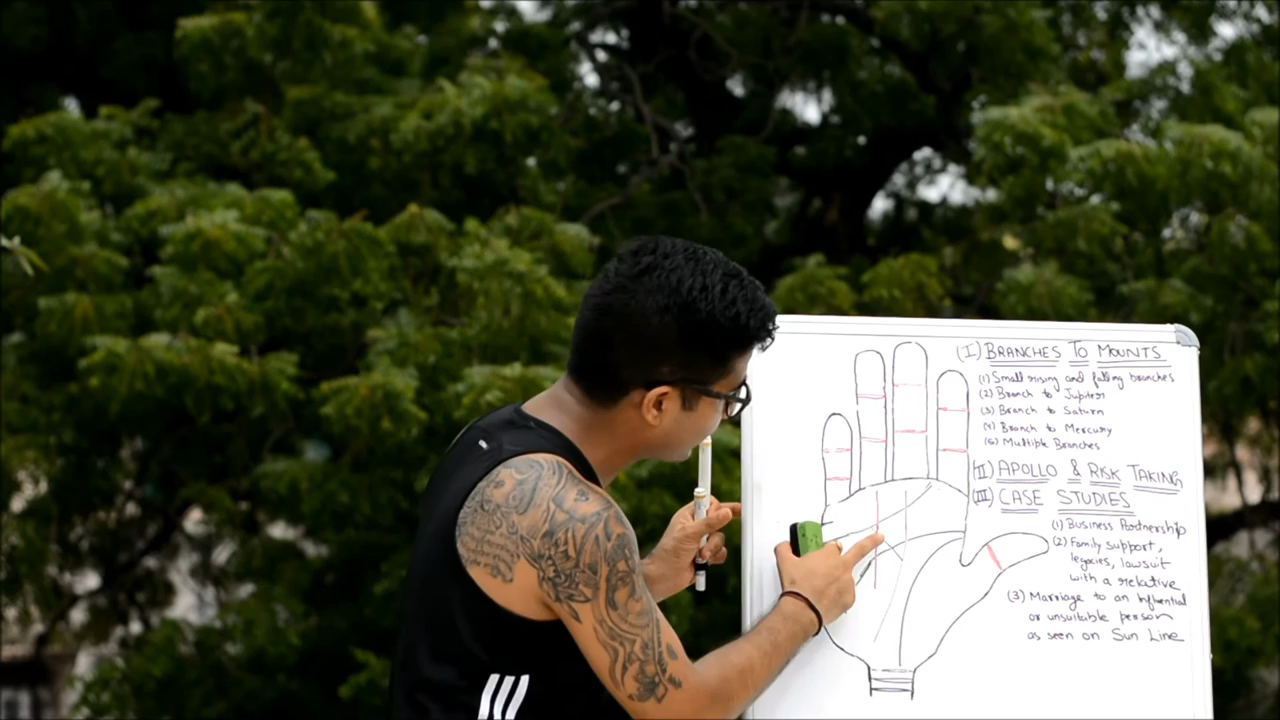 (I) BRANCHES TO MOUNTS
(1) Small rising and falling branches
(2) Branch to Jupiter
(3) Branch to Saturn
(4) Branch to Mercury
(5) Multiple Branches
(II) APOLLO & RISK TAKING
(III) CASE STUDIES
(1) Business Partnership
(2) Family support,
legacies, lawsuit
with a relative
(3) Marriage to an influential
or unsuitable person
as seen on Sun Line